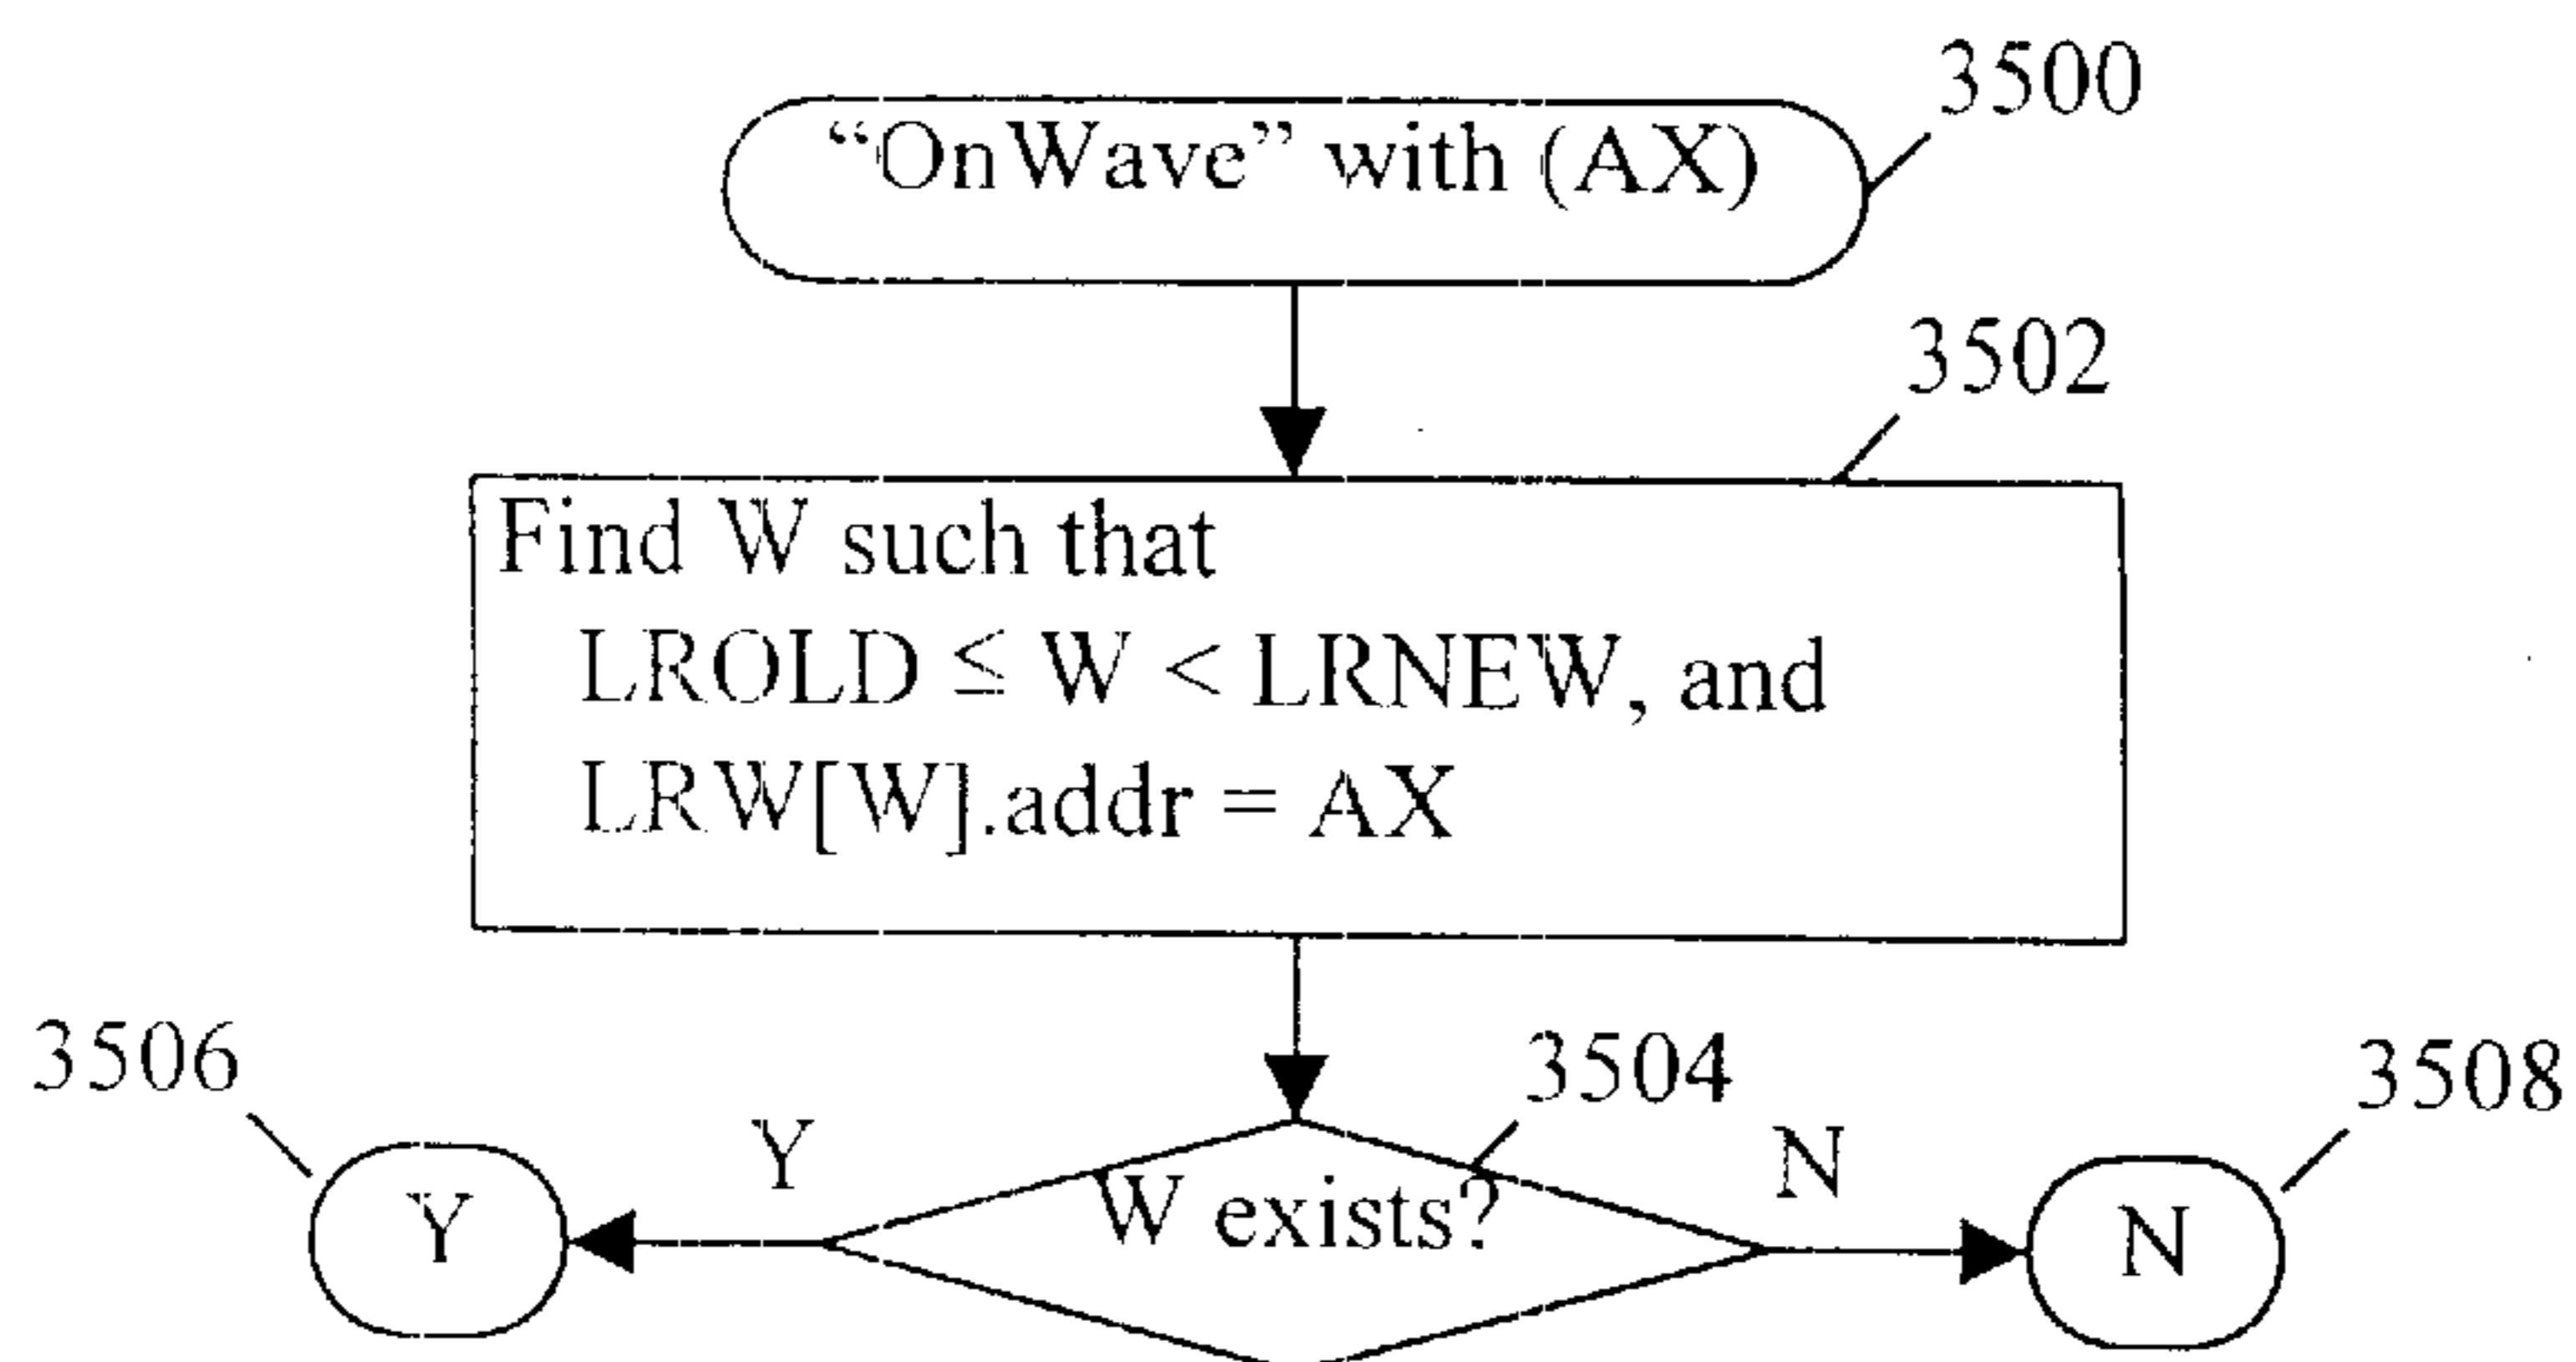 3500
“OnWave” with (AX)
3502
Find W such that
LROLD ≦ W < LRNEW, and
LRW[W].addr = AX
3506
Y
3504
N
3508
Y
W exists?
N